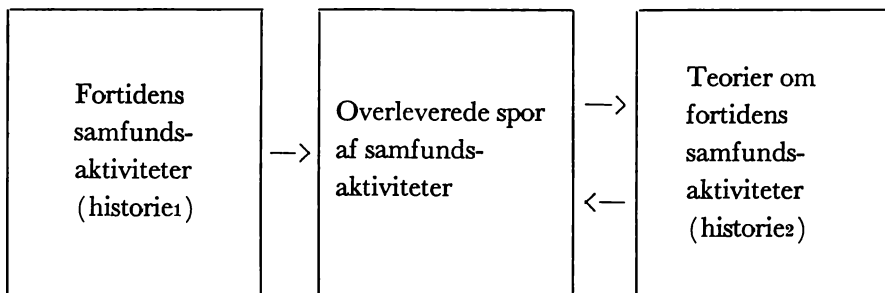 Fortidens
samfunds-
aktiviteter
(historie1)
Overleverede spor
af samfunds-
aktiviteter
Teorier om
fortidens
samfunds-
aktiviteter
(historie2)